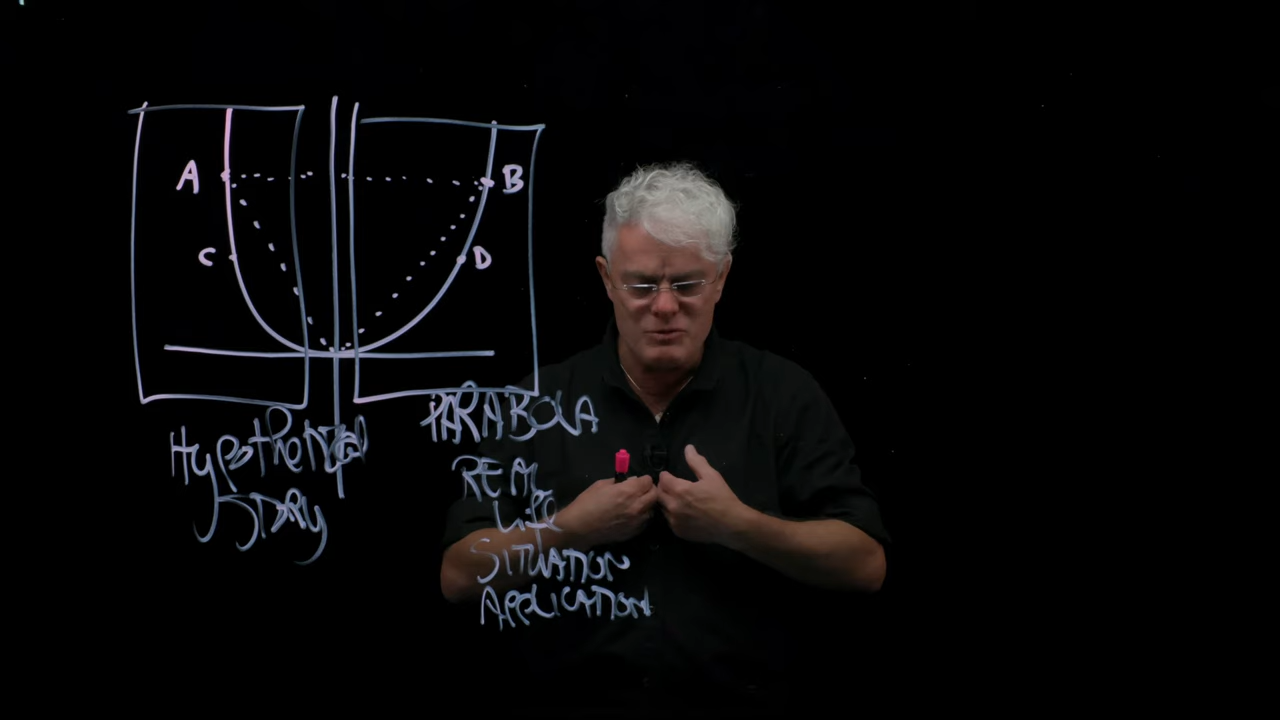 A B
C D
Hypothetical
STORY
PARABOLA
REAL
Life
SITUATION
APPLICATION